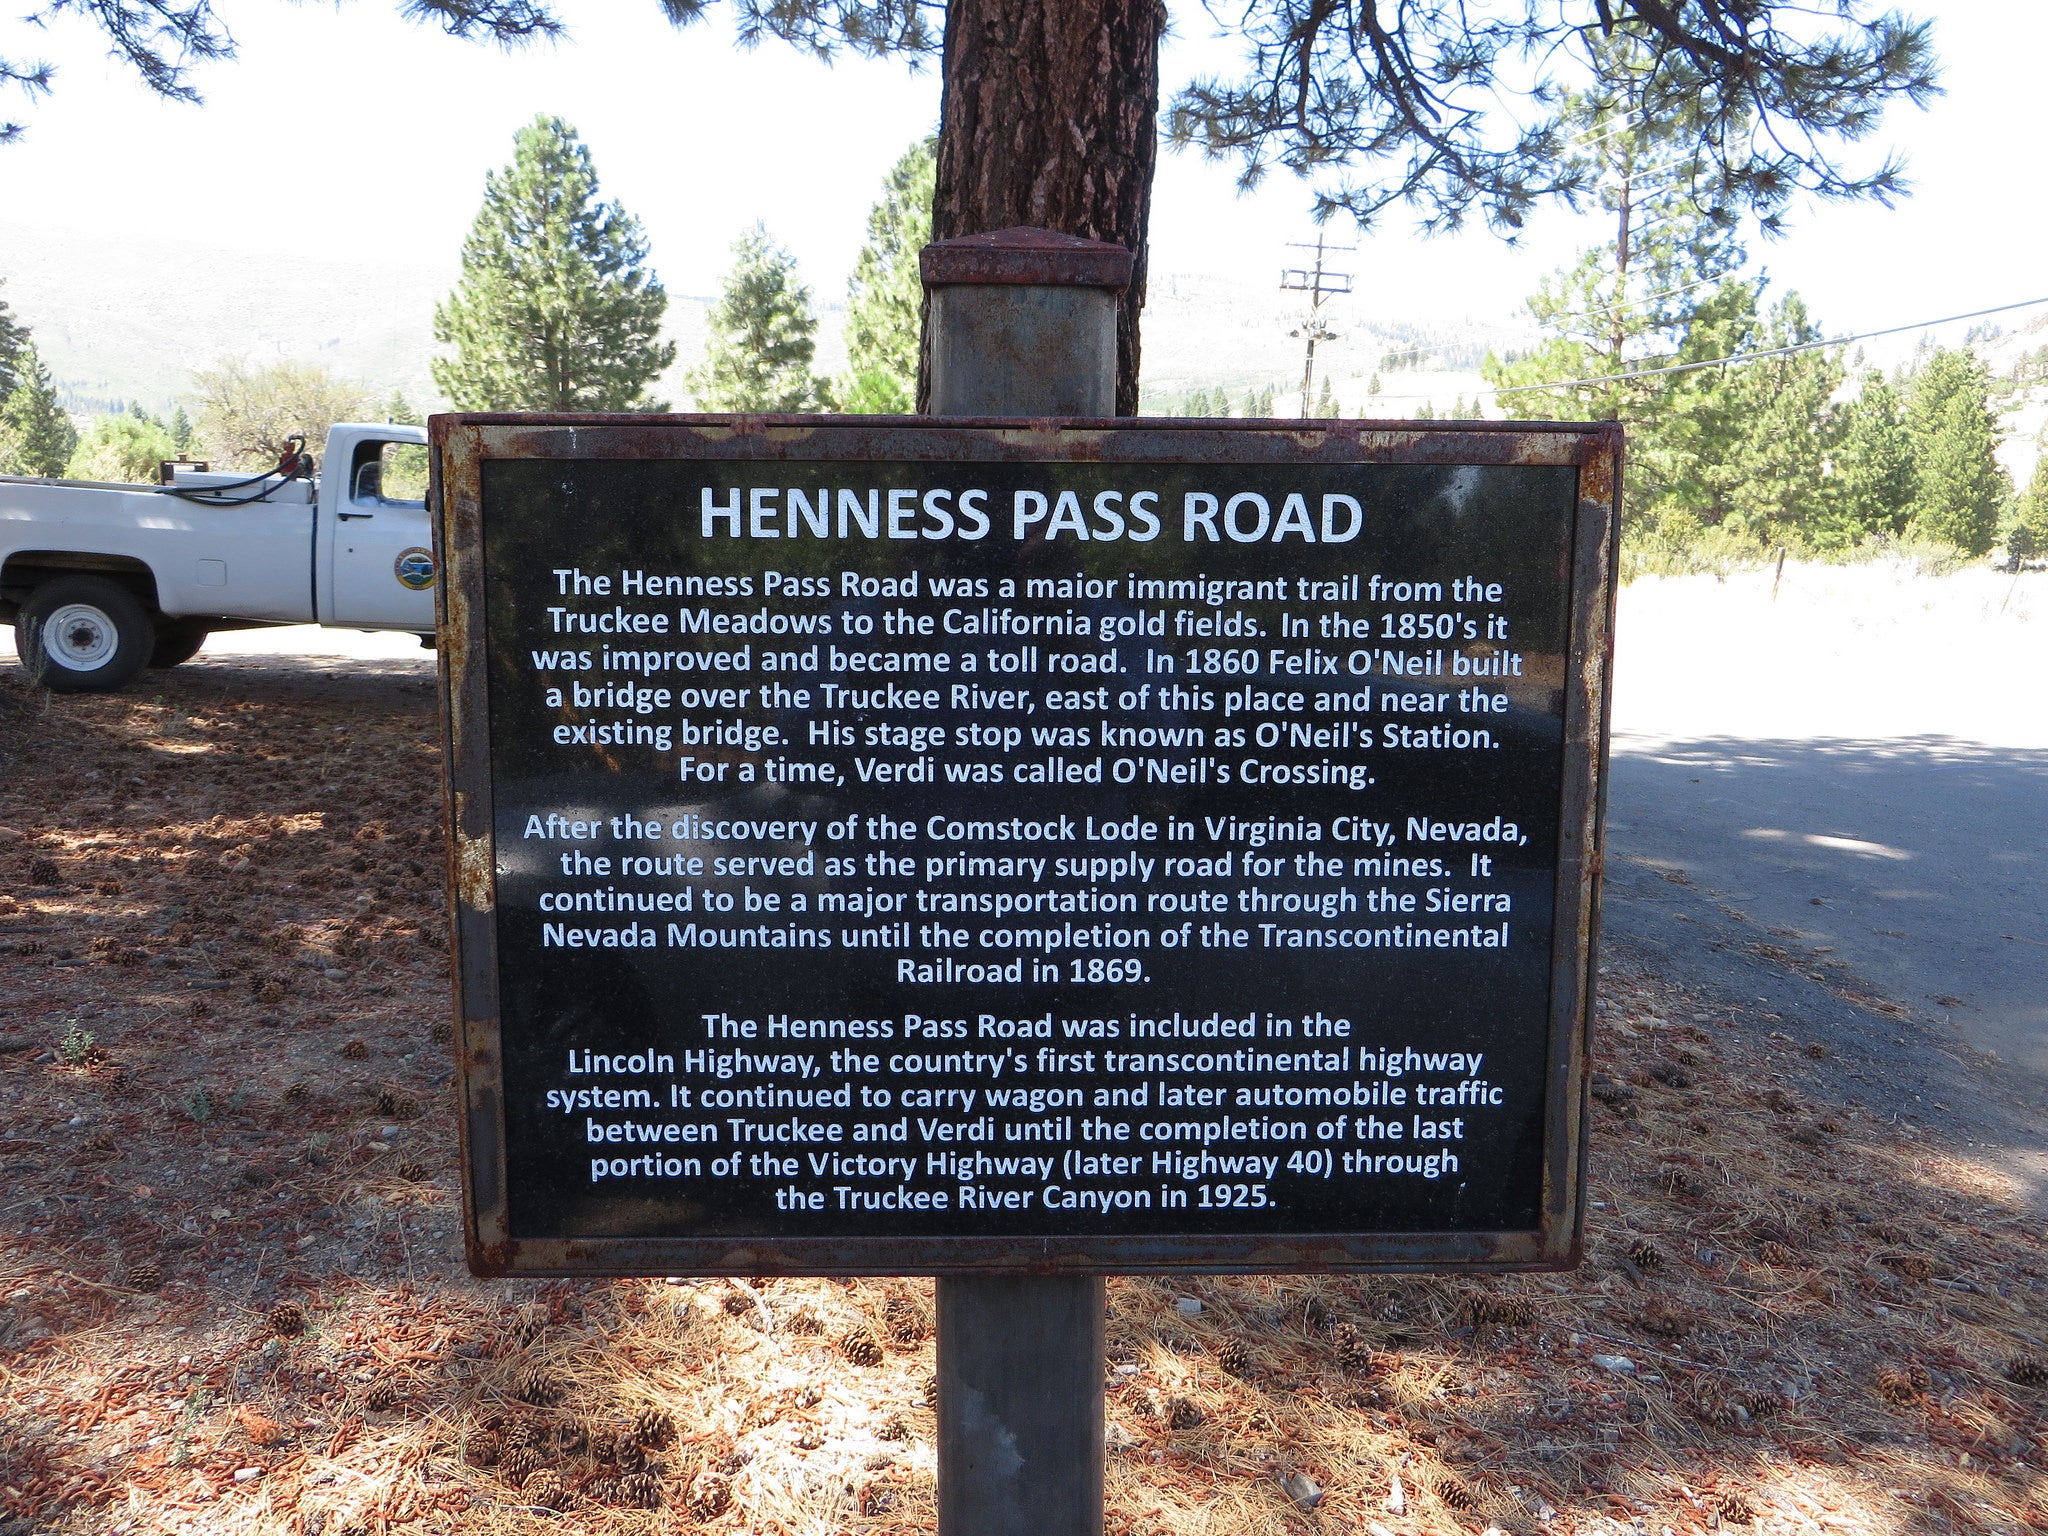 HENNESS PASS ROAD
The Henness Pass Road was a major immigrant trail from the
Truckee Meadows to the California gold fields. In the 1850's it
was improved and became a toll road. In 1860 Felix O'Neil built
a bridge over the Truckee River, east of this place and near the
existing bridge. His stage stop was known as O'Neil's Station.
For a time, Verdi was called O'Neil's Crossing.
After the discovery of the Comstock Lode in Virginia City, Nevada,
the route served as the primary supply road for the mines. It
continued to be a major transportation route through the Sierra
Nevada Mountains until the completion of the Transcontinental
Railroad in 1869.
The Henness Pass Road was included in the
Lincoln Highway, the country's first transcontinental highway
system. It continued to carry wagon and later automobile traffic
between Truckee and Verdi until the completion of the last
portion of the Victory Highway (later Highway 40) through
the Truckee River Canyon in 1925.